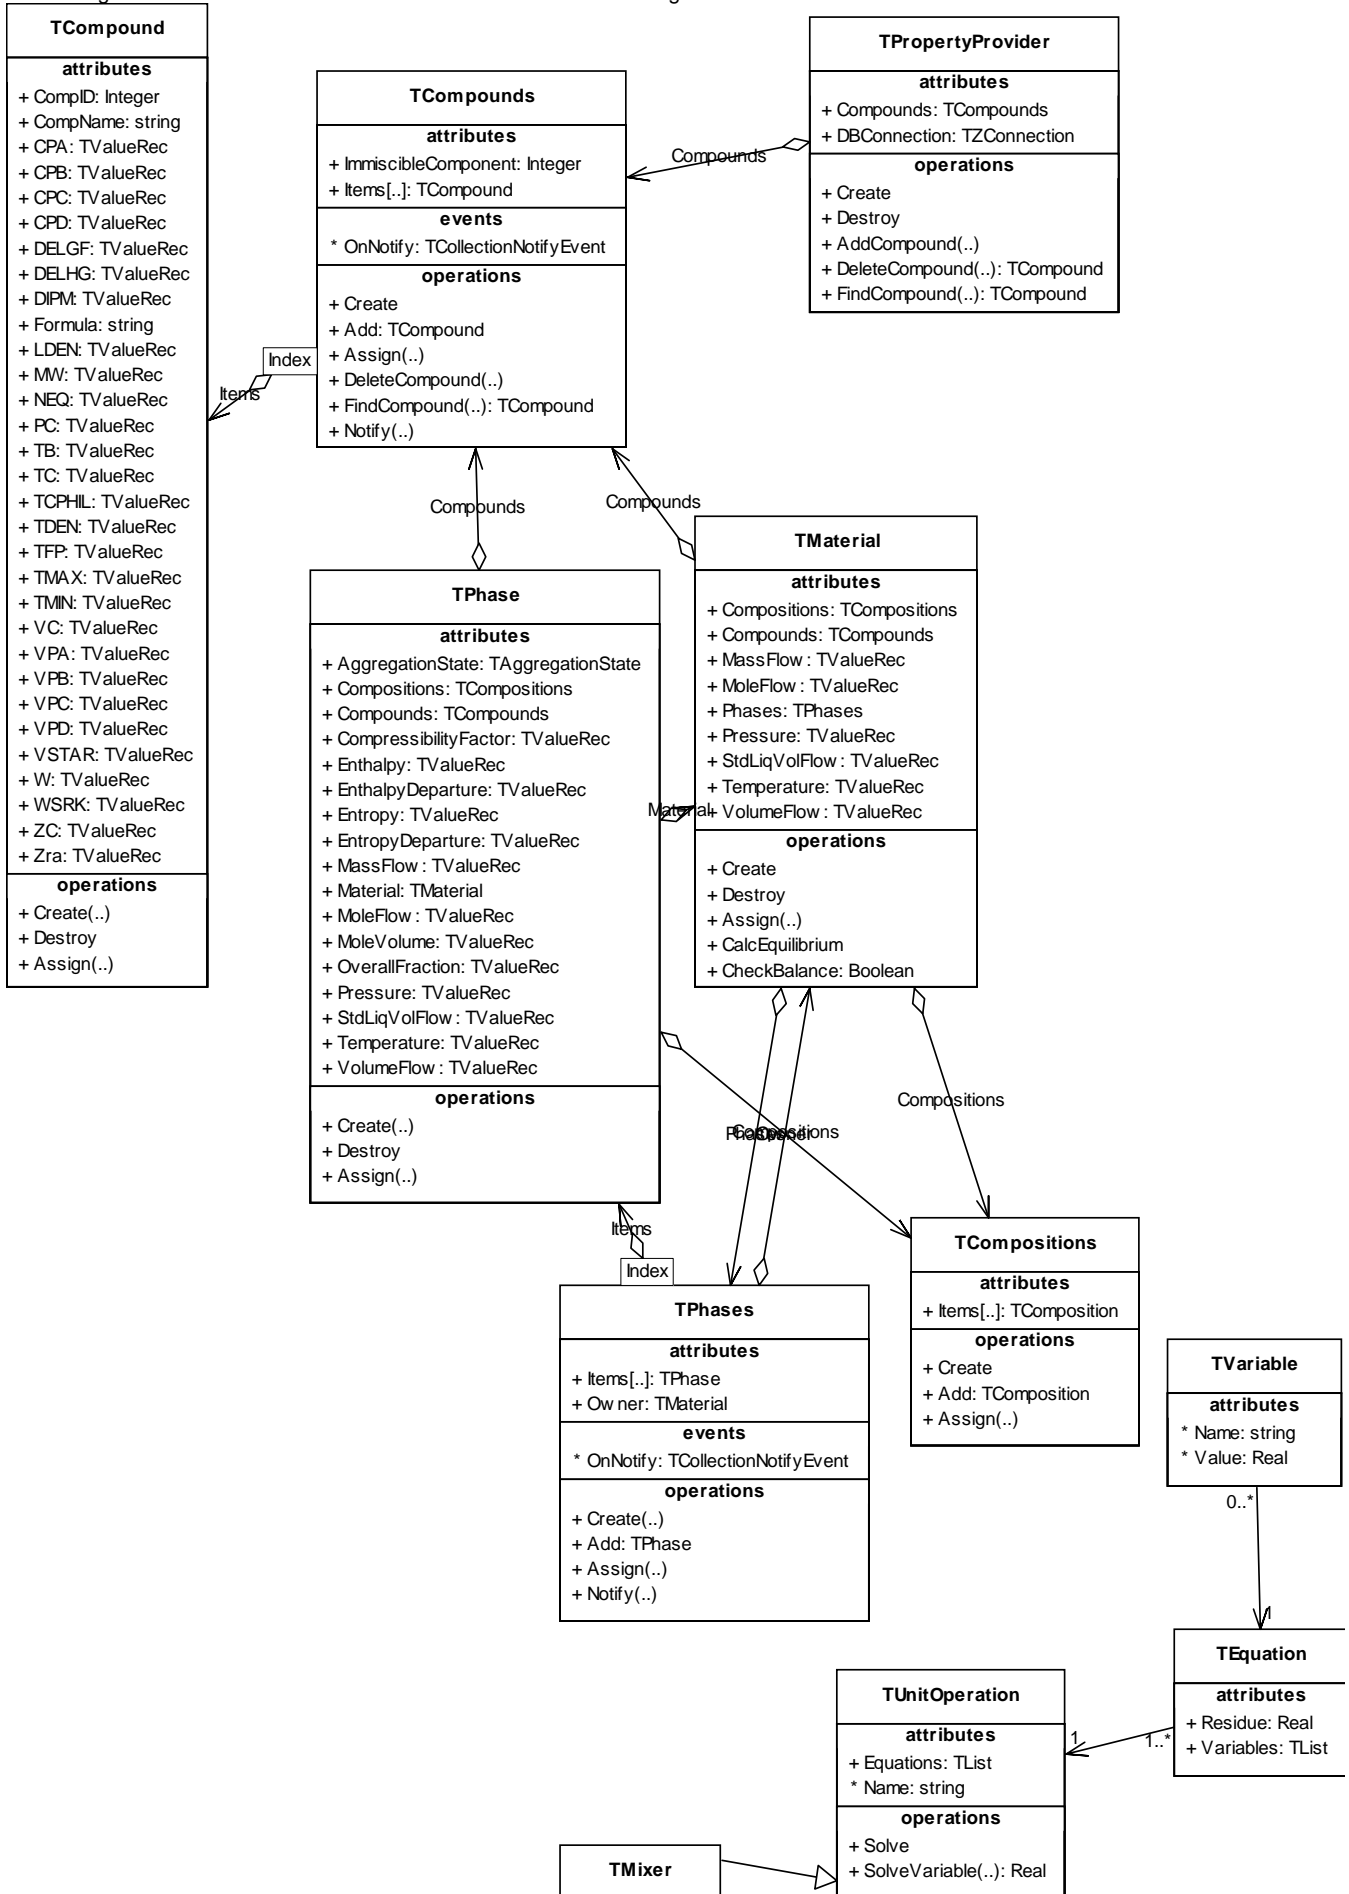 TCompound
attributes
+ CompID: Integer
+ CompName: string
+ CPA: TValueRec
+ CPB: TValueRec
+ CPC: TValueRec
+ CPD: TValueRec
+ DELGF: TValueRec
+ DELHG: TValueRec
+ DIPM: TValueRec
+ Formula: string
+ LDEN: TValueRec
+ MW: TValueRec
+ NEQ: TValueRec
+ PC: TValueRec
+ TB: TValueRec
+ TC: TValueRec
+ TCPHIL: TValueRec
+ TDEN: TValueRec
+ TFP: TValueRec
+ TMAX: TValueRec
+ TMIN: TValueRec
+ VC: TValueRec
+ VPA: TValueRec
+ VPB: TValueRec
+ VPC: TValueRec
+ VPD: TValueRec
+ VSTAR: TValueRec
+ W: TValueRec
+ WSRK: TValueRec
+ ZC: TValueRec
+ Zra: TValueRec
operations
+ Create(..)
+ Destroy
+ Assign(..)
Items
Index
TCompounds
attributes
+ ImmiscibleComponent: Integer
+ Items[..]: TCompound
events
* OnNotify: TCollectionNotifyEvent
operations
+ Create
+ Add: TCompound
+ Assign(..)
+ DeleteCompound(..)
+ FindCompound(..): TCompound
+ Notify(..)
Compounds
TPropertyProvider
attributes
+ Compounds: TCompounds
+ DBConnection: TZConnection
operations
+ Create
+ Destroy
+ AddCompound(..)
+ DeleteCompound(..): TCompound
+ FindCompound(..): TCompound
Compounds
Compounds
TPhase
attributes
+ AggregationState: TAggregationState
+ Compositions: TCompositions
+ Compounds: TCompounds
+ CompressibilityFactor: TValueRec
+ Enthalpy: TValueRec
+ EnthalpyDeparture: TValueRec
+ Entropy: TValueRec
+ EntropyDeparture: TValueRec
+ MassFlow: TValueRec
+ Material: TMaterial
+ MoleFlow: TValueRec
+ MoleVolume: TValueRec
+ OverallFraction: TValueRec
+ Pressure: TValueRec
+ StdLiqVolFlow: TValueRec
+ Temperature: TValueRec
+ VolumeFlow: TValueRec
operations
+ Create(..)
+ Destroy
+ Assign(..)
Material
TMaterial
attributes
+ Compositions: TCompositions
+ Compounds: TCompounds
+ MassFlow: TValueRec
+ MoleFlow: TValueRec
+ Phases: TPhases
+ Pressure: TValueRec
+ StdLiqVolFlow: TValueRec
+ Temperature: TValueRec
+ VolumeFlow: TValueRec
operations
+ Create
+ Destroy
+ Assign(..)
+ CalcEquilibrium
+ CheckBalance: Boolean
Compositions
Compositions
Items
Index
TPhases
attributes
+ Items[..]: TPhase
+ Owner: TMaterial
events
* OnNotify: TCollectionNotifyEvent
operations
+ Create(..)
+ Add: TPhase
+ Assign(..)
+ Notify(..)
TCompositions
attributes
+ Items[..]: TComposition
operations
+ Create
+ Add: TComposition
+ Assign(..)
TVariable
attributes
* Name: string
* Value: Real
0..*
1
TEquation
attributes
+ Residue: Real
+ Variables: TList
1..*
1
TUnitOperation
attributes
+ Equations: TList
* Name: string
operations
+ Solve
+ SolveVariable(..): Real
TMixer